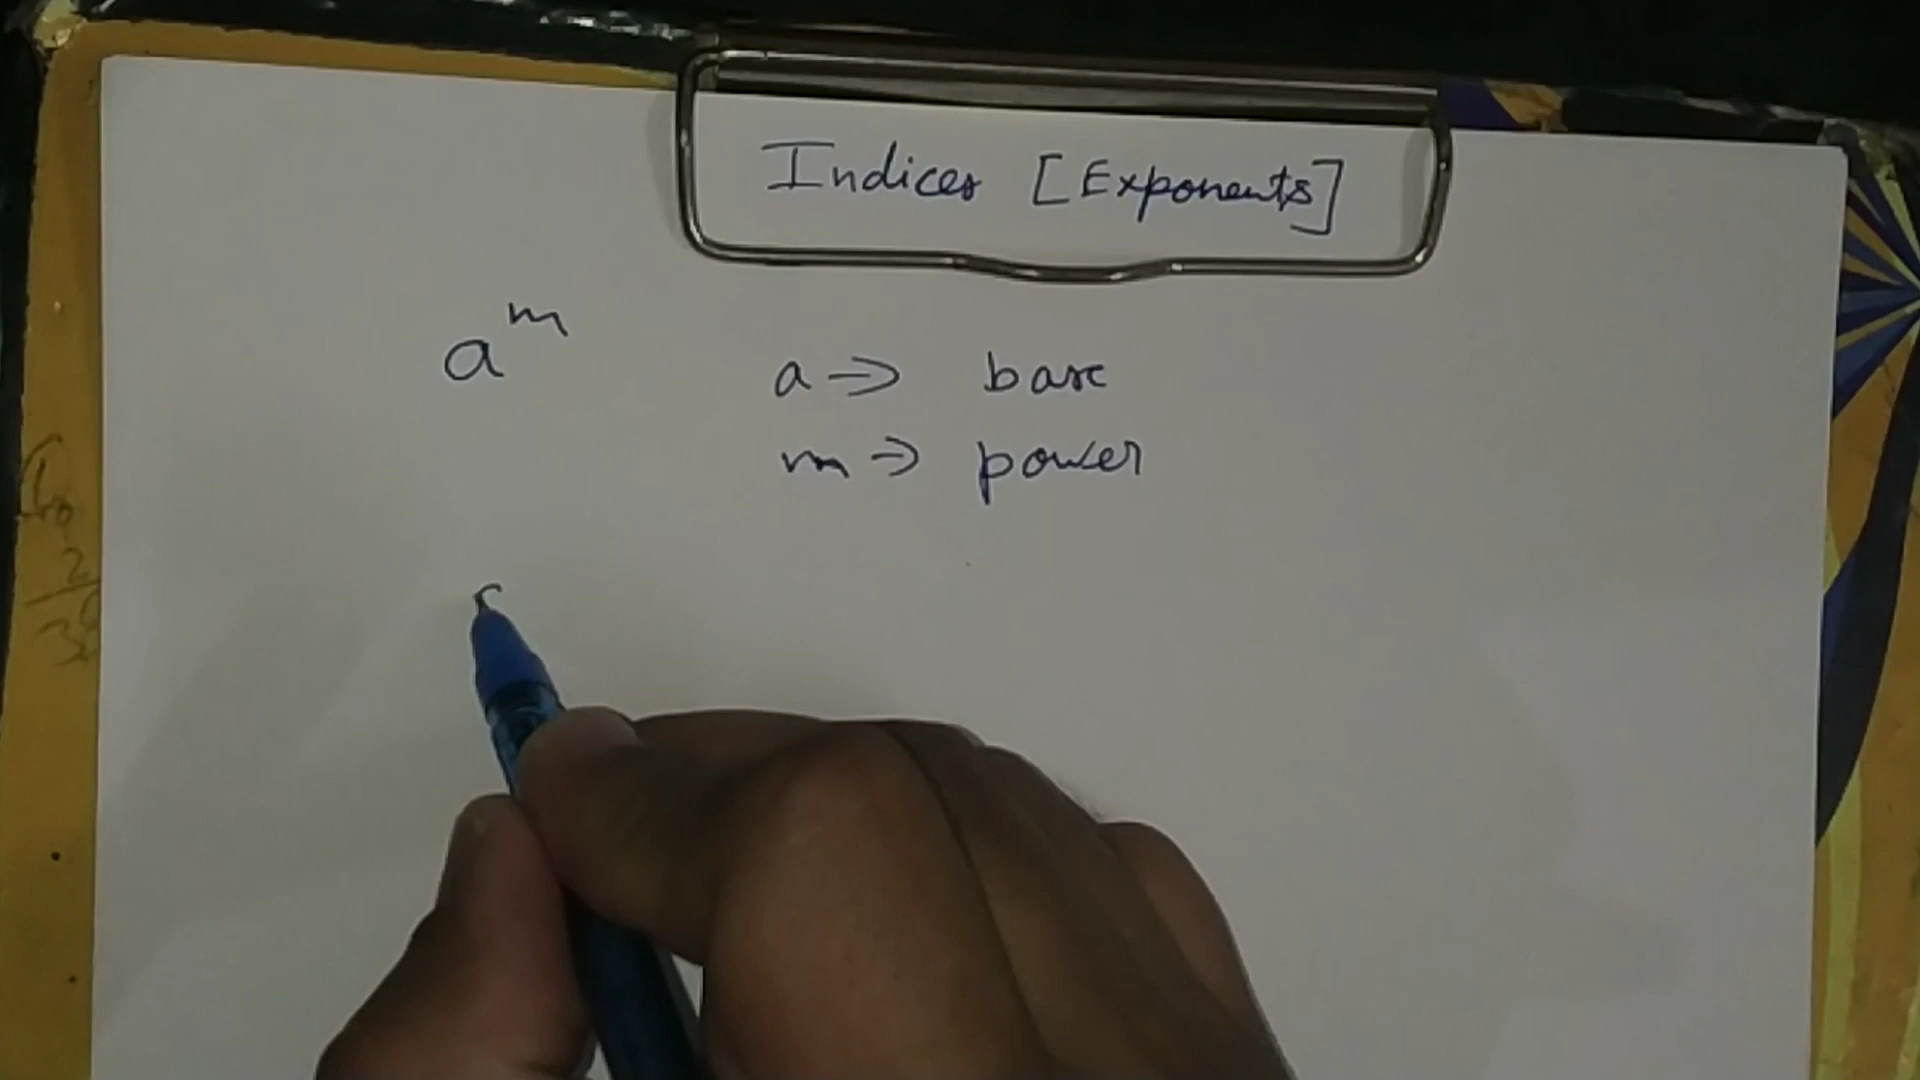 Indices [Exponents]
a^m
a => base
m => power